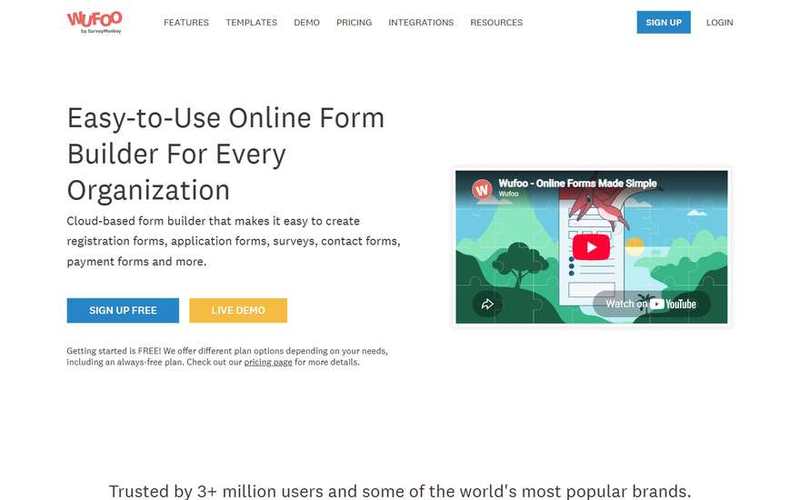 WUFOO
by SurveyMonkey
FEATURES TEMPLATES DEMO PRICING INTEGRATIONS RESOURCES SIGN UP LOGIN
Easy-to-Use Online Form
Builder For Every
Organization
Cloud-based form builder that makes it easy to create
registration forms, application forms, surveys, contact forms,
payment forms and more.
SIGN UP FREE LIVE DEMO
Getting started is FREE! We offer different plan options depending on your needs,
including an always-free plan. Check out our pricing page for more details.
W Wufoo - Online Forms Made Simple
Wufoo
Watch on YouTube
Trusted by 3+ million users and some of the world's most popular brands.